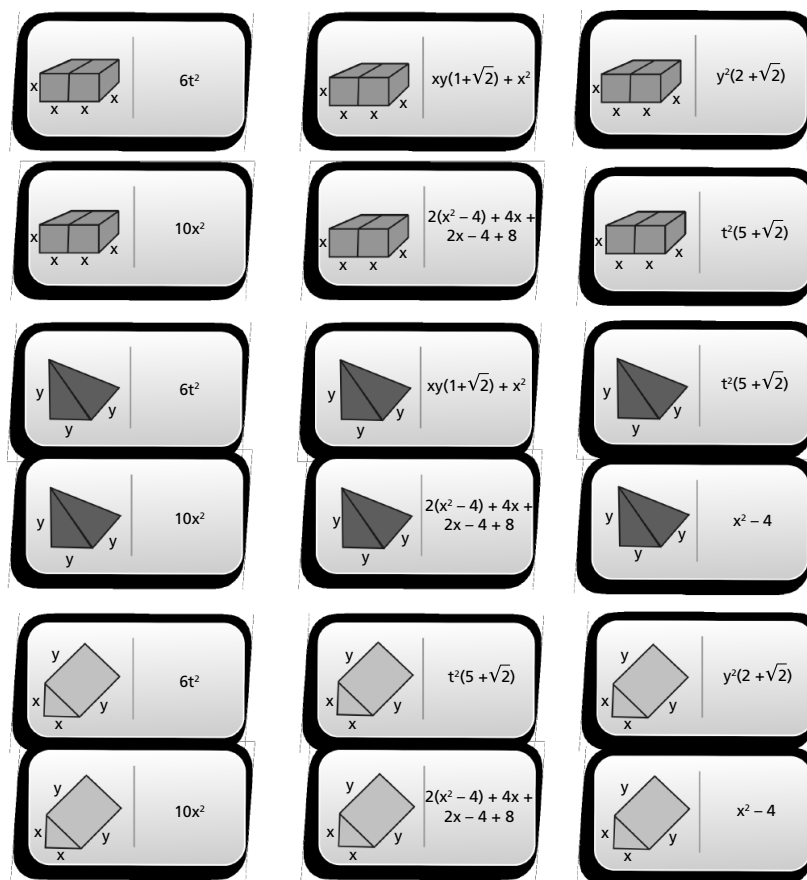 x
x x
x
6t²
x
x x
x
xy(1+√2) + x²
x
x x
x
y²(2 +√2)
x
x x
x
10x²
x
x x
x
2(x² – 4) + 4x +
2x – 4 + 8
x
x x
x
t²(5 +√2)
y
y
y
6t²
y
y
y
xy(1+√2) + x²
y
y
y
t²(5 +√2)
y
y
y
10x²
y
y
y
2(x² – 4) + 4x +
2x – 4 + 8
y
y
y
x² – 4
y
x
x
y
6t²
y
x
x
y
t²(5 +√2)
y
x
x
y
y²(2 +√2)
y
x
x
y
10x²
y
x
x
y
2(x² – 4) + 4x +
2x – 4 + 8
y
x
x
y
x² – 4